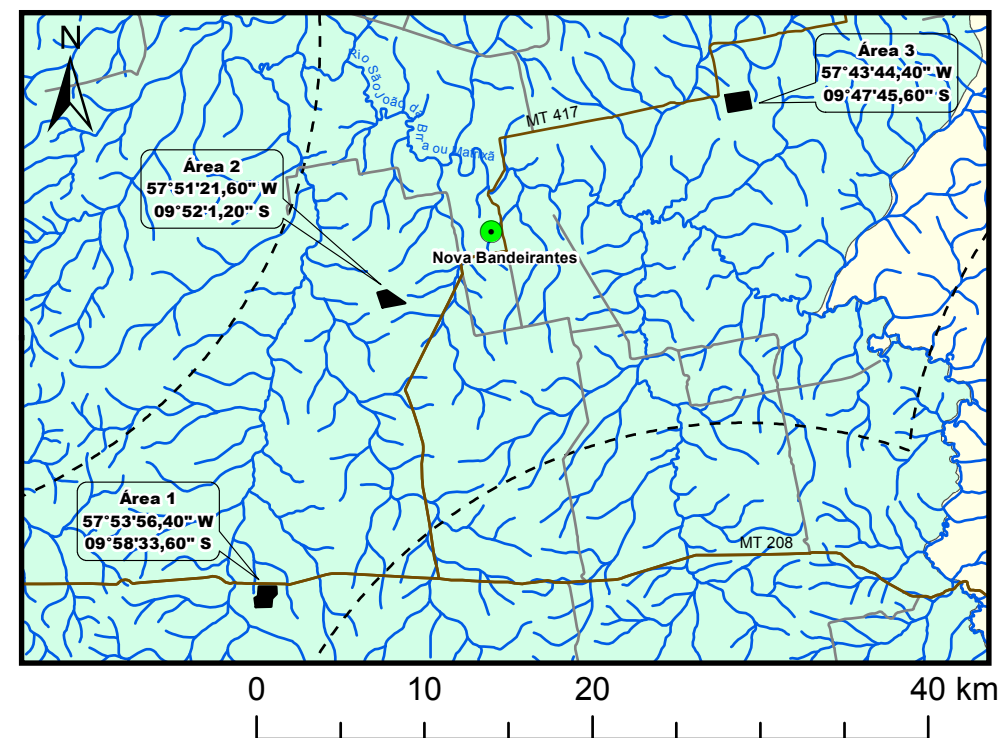 N
Rio São João da Barra ou Matrixã
MT 417
Área 3
57°43'44,40" W
09°47'45,60" S
Área 2
57°51'21,60" W
09°52'1,20" S
Nova Bandeirantes
Área 1
57°53'56,40" W
09°58'33,60" S
MT 208
0 10 20 40 km